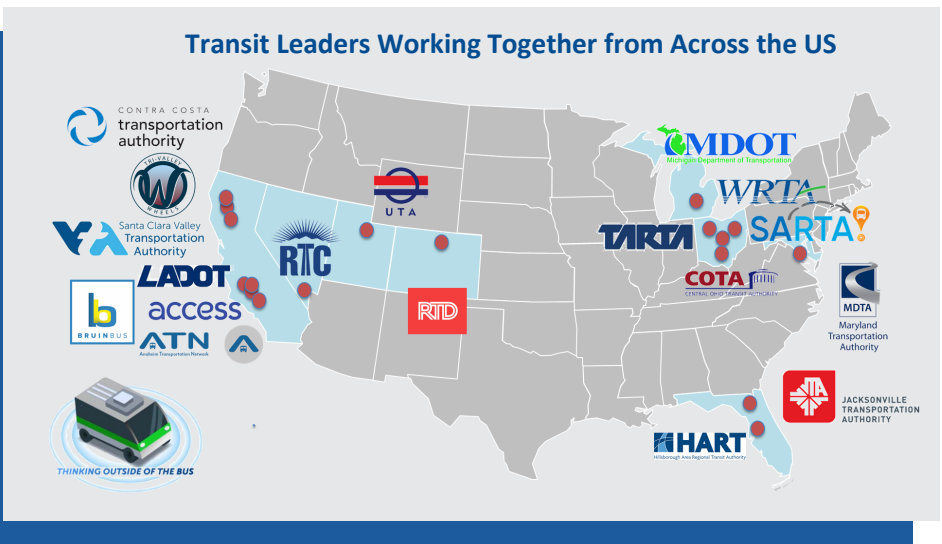 Transit Leaders Working Together from Across the US
CONTRA COSTA
transportation
authority
TRI-VALLEY
W
WHEELS
Santa Clara Valley
Transportation
Authority
LADOT
b
BRUINBUS
access
ATN
Anaheim Transportation Network
RTC
UTA
RTD
MDOT
Michigan Department of Transportation
WRTA
TARTA
SARTA!
COTA
CENTRAL OHIO TRANSIT AUTHORITY
MDTA
Maryland
Transportation
Authority
JTA
JACKSONVILLE
TRANSPORTATION
AUTHORITY
HART
Hillsborough Area Regional Transit Authority
THINKING OUTSIDE OF THE BUS